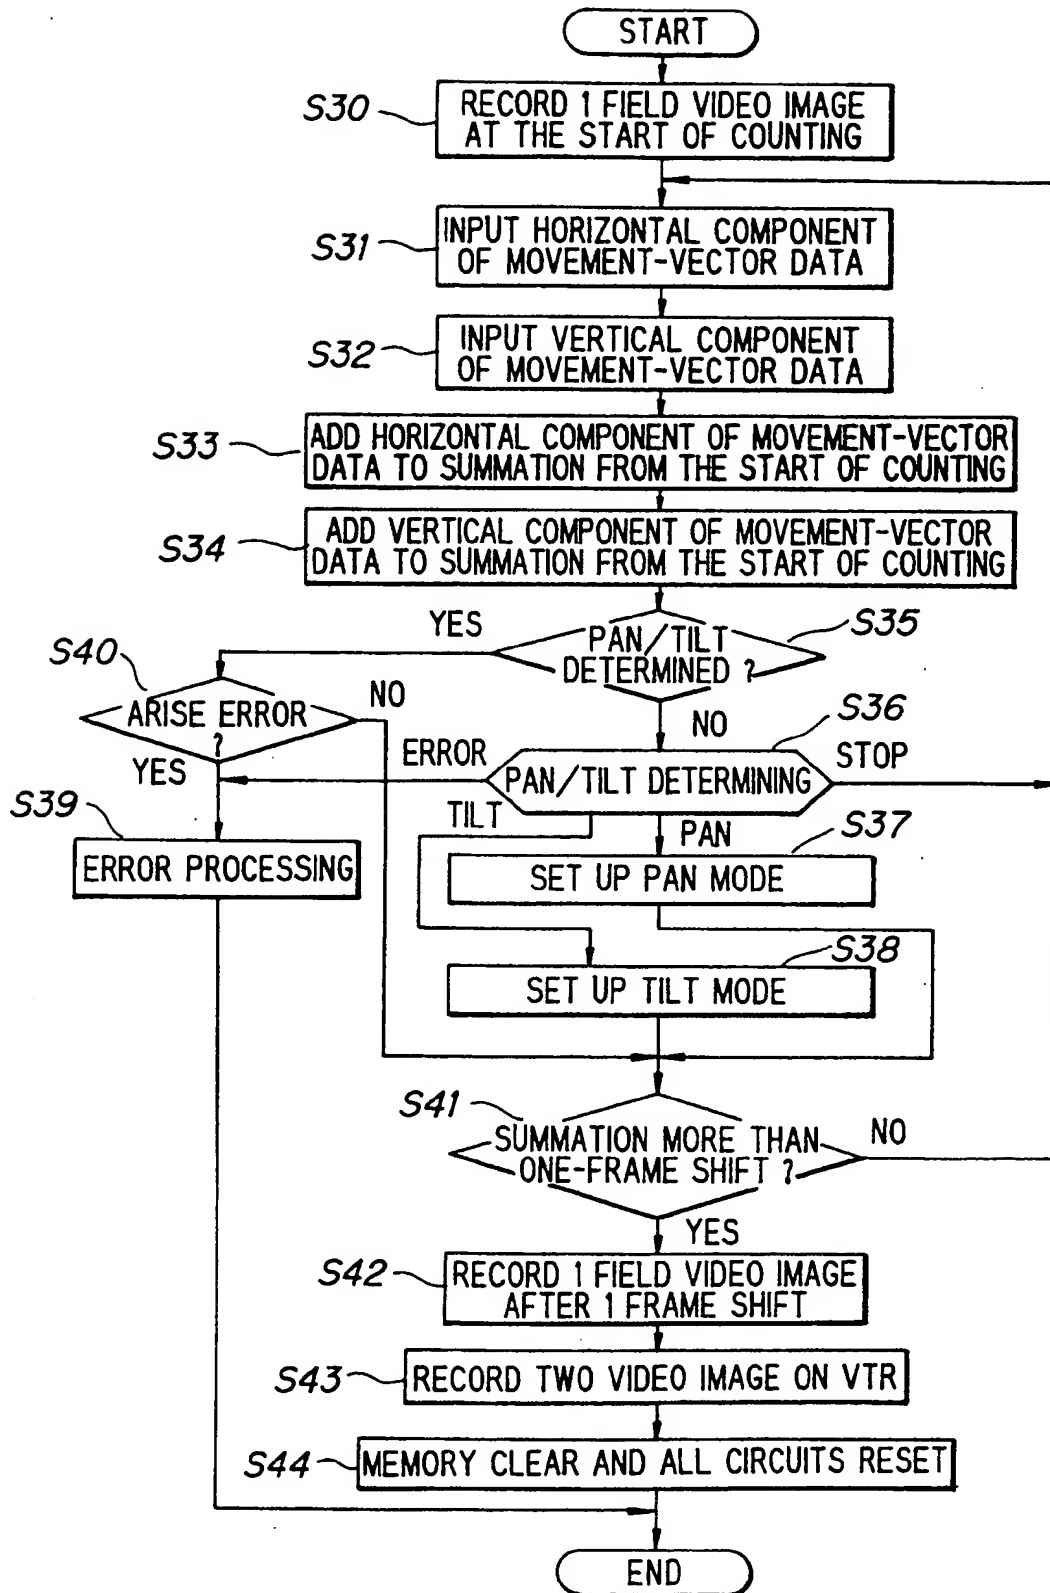 START
S30
RECORD 1 FIELD VIDEO IMAGE
AT THE START OF COUNTING
S31
INPUT HORIZONTAL COMPONENT
OF MOVEMENT-VECTOR DATA
S32
INPUT VERTICAL COMPONENT
OF MOVEMENT-VECTOR DATA
S33
ADD HORIZONTAL COMPONENT OF MOVEMENT-VECTOR
DATA TO SUMMATION FROM THE START OF COUNTING
S34
ADD VERTICAL COMPONENT OF MOVEMENT-VECTOR
DATA TO SUMMATION FROM THE START OF COUNTING
YES
S35
PAN/TILT
DETERMINED ?
S40
ARISE ERROR
?
NO
YES
NO
S36
ERROR
PAN/TILT DETERMINING
STOP
TILT
PAN
S39
ERROR PROCESSING
S37
SET UP PAN MODE
S38
SET UP TILT MODE
S41
SUMMATION MORE THAN
ONE-FRAME SHIFT ?
NO
YES
S42
RECORD 1 FIELD VIDEO IMAGE
AFTER 1 FRAME SHIFT
S43
RECORD TWO VIDEO IMAGE ON VTR
S44
MEMORY CLEAR AND ALL CIRCUITS RESET
END